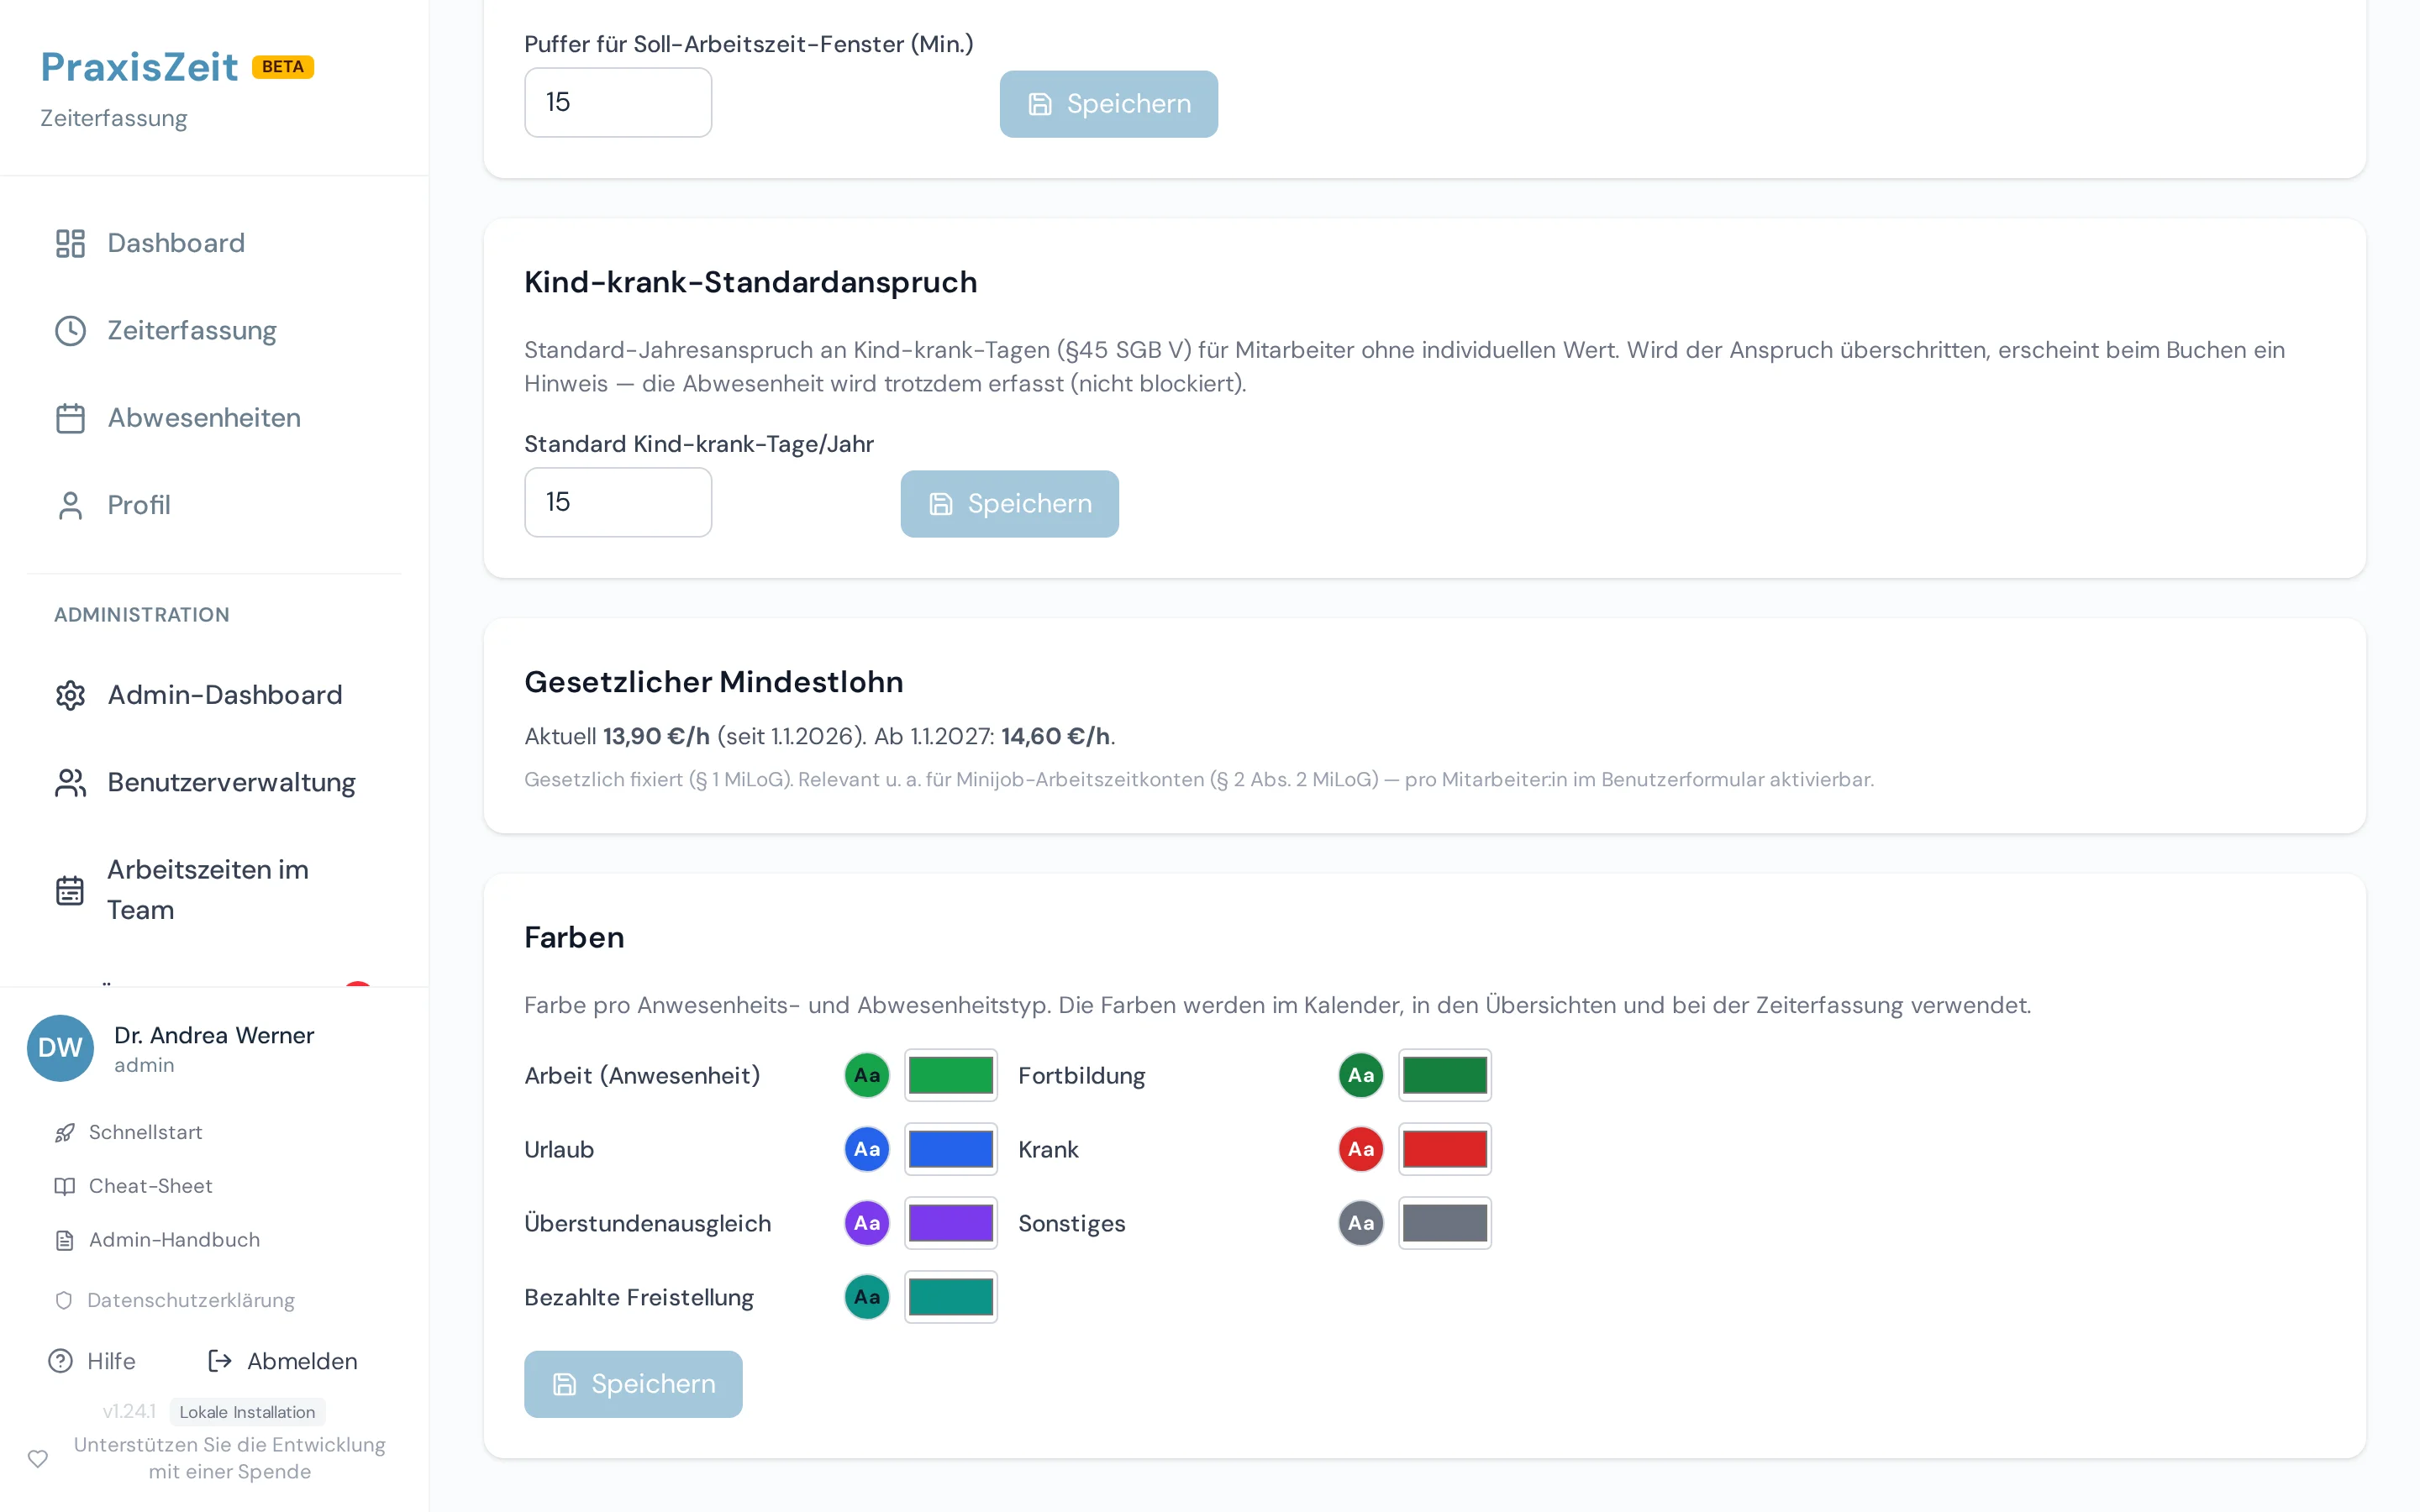 PraxisZeit BETA
Zeiterfassung
Dashboard
Zeiterfassung
Abwesenheiten
Profil
ADMINISTRATION
Admin-Dashboard
Benutzerverwaltung
Arbeitszeiten im
Team
DW
Dr. Andrea Werner
admin
Schnellstart
Cheat-Sheet
Admin-Handbuch
Datenschutzerklärung
Hilfe Abmelden
v1.24.1 Lokale Installation
Unterstützen Sie die Entwicklung
mit einer Spende
Puffer für Soll-Arbeitszeit-Fenster (Min.)
15 Speichern
Kind-krank-Standardanspruch
Standard-Jahresanspruch an Kind-krank-Tagen (§45 SGB V) für Mitarbeiter ohne individuellen Wert. Wird der Anspruch überschritten, erscheint beim Buchen ein
Hinweis — die Abwesenheit wird trotzdem erfasst (nicht blockiert).
Standard Kind-krank-Tage/Jahr
15 Speichern
Gesetzlicher Mindestlohn
Aktuell 13,90 €/h (seit 1.1.2026). Ab 1.1.2027: 14,60 €/h.
Gesetzlich fixiert (§ 1 MiLoG). Relevant u. a. für Minijob-Arbeitszeitkonten (§ 2 Abs. 2 MiLoG) — pro Mitarbeiter:in im Benutzerformular aktivierbar.
Farben
Farbe pro Anwesenheits- und Abwesenheitstyp. Die Farben werden im Kalender, in den Übersichten und bei der Zeiterfassung verwendet.
Arbeit (Anwesenheit) Aa Fortbildung Aa
Urlaub Aa Krank Aa
Überstundenausgleich Aa Sonstiges Aa
Bezahlte Freistellung Aa
Speichern